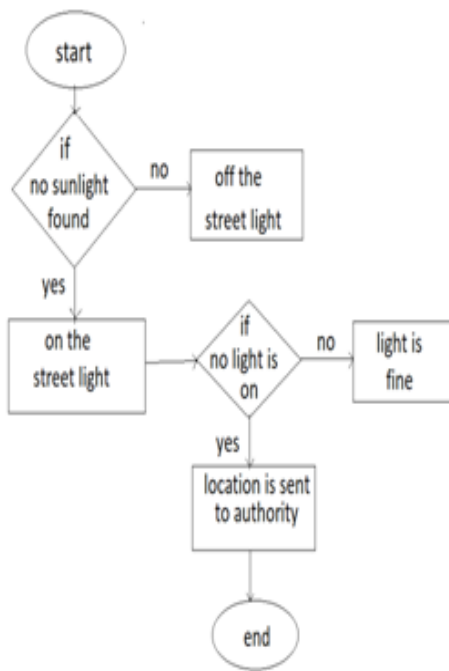 start
if
no sunlight
found
no
off the
street light
yes
on the
street light
if
no light is
on
no
light is
fine
yes
location is sent
to authority
end